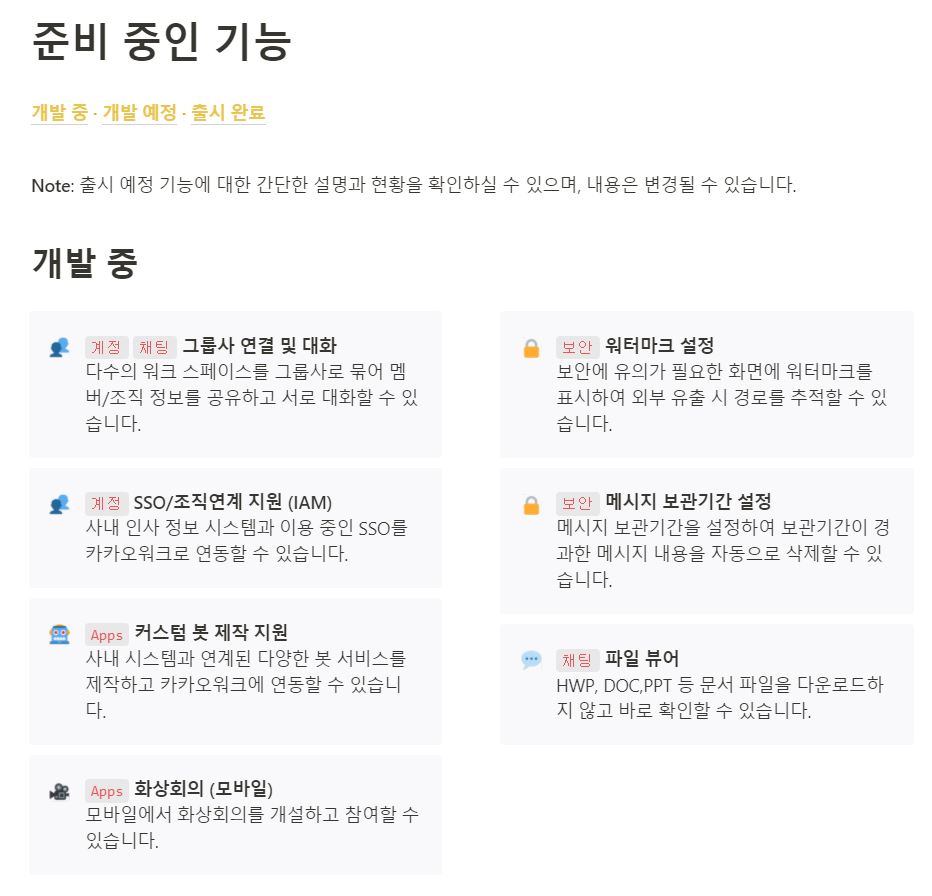 준비 중인 기능
개발 중 · 개발 예정 · 출시 완료
Note: 출시 예정 기능에 대한 간단한 설명과 현황을 확인하실 수 있으며, 내용은 변경될 수 있습니다.
개발 중
계정 채팅 그룹사 연결 및 대화
다수의 워크 스페이스를 그룹사로 묶어 멤
버/조직 정보를 공유하고 서로 대화할 수 있
습니다.
계정 SSO/조직연계 지원 (IAM)
사내 인사 정보 시스템과 이용 중인 SSO를
카카오워크로 연동할 수 있습니다.
Apps 커스텀 봇 제작 지원
사내 시스템과 연계된 다양한 봇 서비스를
제작하고 카카오워크에 연동할 수 있습니
다.
Apps 화상회의 (모바일)
모바일에서 화상회의를 개설하고 참여할 수
있습니다.
보안 워터마크 설정
보안에 유의가 필요한 화면에 워터마크를
표시하여 외부 유출 시 경로를 추적할 수 있
습니다.
보안 메시지 보관기간 설정
메시지 보관기간을 설정하여 보관기간이 경
과한 메시지 내용을 자동으로 삭제할 수 있
습니다.
채팅 파일 뷰어
HWP, DOC,PPT 등 문서 파일을 다운로드하
지 않고 바로 확인할 수 있습니다.